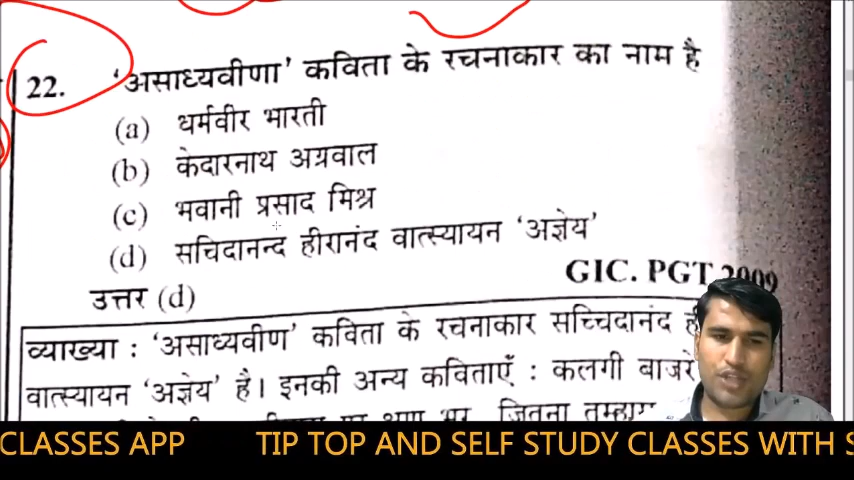 22. 'असाध्यवीणा' कविता के रचनाकार का नाम है
(a) धर्मवीर भारती
(b) केदारनाथ अग्रवाल
(c) भवानी प्रसाद मिश्र
(d) सचिदानन्द हीरानंद वात्स्यायन 'अज्ञेय'
GIC. PGT 2009
उत्तर (d)
व्याख्या : 'असाध्यवीण' कविता के रचनाकार सच्चिदानंद
वात्स्यायन 'अज्ञेय' है। इनकी अन्य कविताएँ : कलगी बाजरे
CLASSES APP TIP TOP AND SELF STUDY CLASSES WITH S